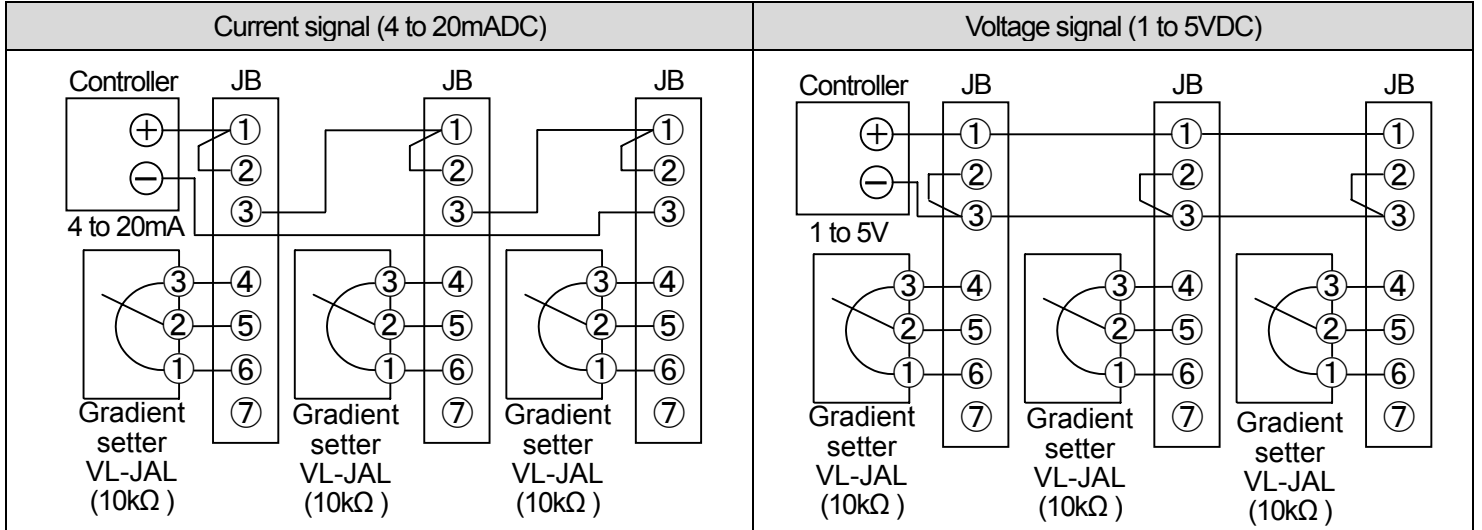 Current signal (4 to 20mADC)
Voltage signal (1 to 5VDC)
Controller JB JB JB
+ ① ① ①
− ② ② ②
③ ③ ③
4 to 20mA
③ ④ ③ ④ ③ ④
② ⑤ ② ⑤ ② ⑤
① ⑥ ① ⑥ ① ⑥
⑦ ⑦ ⑦
Gradient Gradient Gradient
setter setter setter
VL-JAL VL-JAL VL-JAL
(10kΩ ) (10kΩ ) (10kΩ )
Controller JB JB JB
+ ① ① ①
− ② ② ②
③ ③ ③
1 to 5V
③ ④ ③ ④ ③ ④
② ⑤ ② ⑤ ② ⑤
① ⑥ ① ⑥ ① ⑥
⑦ ⑦ ⑦
Gradient Gradient Gradient
setter setter setter
VL-JAL VL-JAL VL-JAL
(10kΩ ) (10kΩ ) (10kΩ )